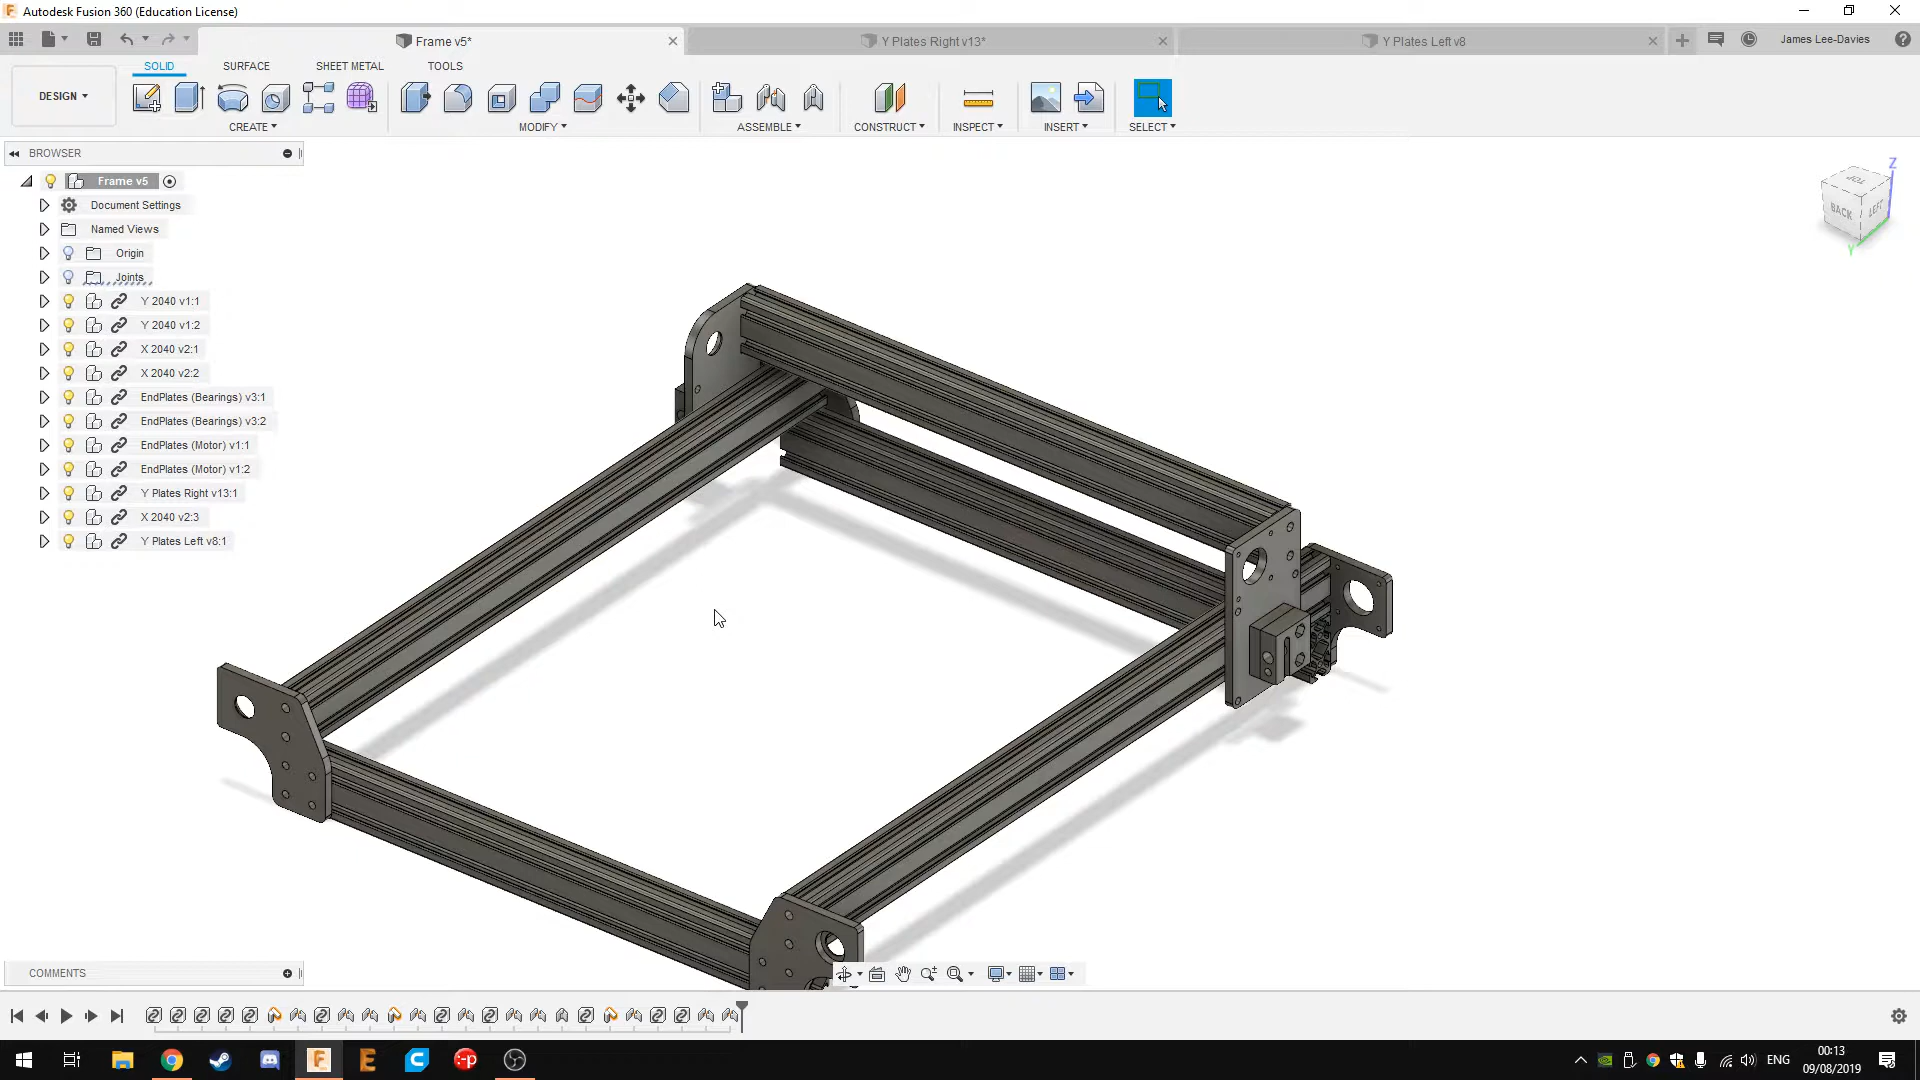 Autodesk Fusion 360 (Education License)
Frame v5*
Y Plates Right v13*
Y Plates Left v8
James Lee-Davies
DESIGN
SOLID
SURFACE
SHEET METAL
TOOLS
CREATE
MODIFY
ASSEMBLE
CONSTRUCT
INSPECT
INSERT
SELECT
BROWSER
Frame v5
Document Settings
Named Views
Origin
Joints
Y 2040 v1:1
Y 2040 v1:2
X 2040 v2:1
X 2040 v2:2
EndPlates (Bearings) v3:1
EndPlates (Bearings) v3:2
EndPlates (Motor) v1:1
EndPlates (Motor) v1:2
Y Plates Right v13:1
X 2040 v2:3
Y Plates Left v8:1
Z
TOP
BACK
LEFT
Y
COMMENTS
ENG
00:13
09/08/2019